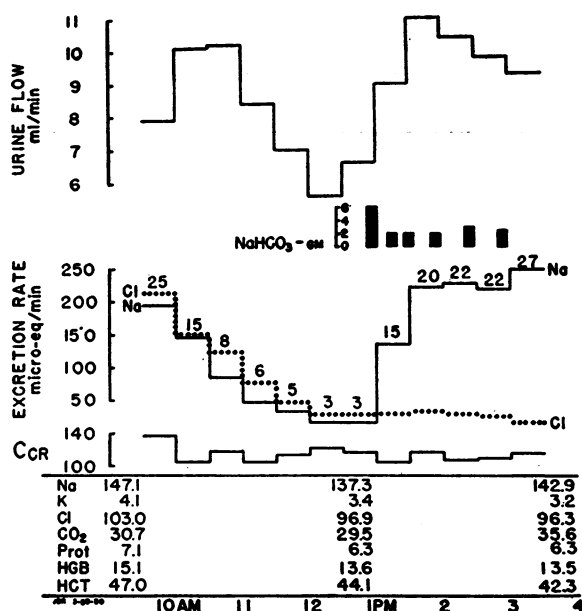 URINE FLOW
ml/min
11
10
9
8
7
6
NaHCO3-GM
6
4
2
0
EXCRETION RATE
micro-eq/min
250
200
150
100
50
Cl
Na
25
15
8
6
5
3
3
15
20
22
22
27
Na
Cl
CCR
140
100
Na 147.1 137.3 142.9
K 4.1 3.4 3.2
Cl 103.0 96.9 96.3
CO2 30.7 29.5 35.6
Prot 7.1 6.3 6.3
HGB 15.1 13.6 13.5
HCT 47.0 44.1 42.3
10AM 11 12 1PM 2 3 4